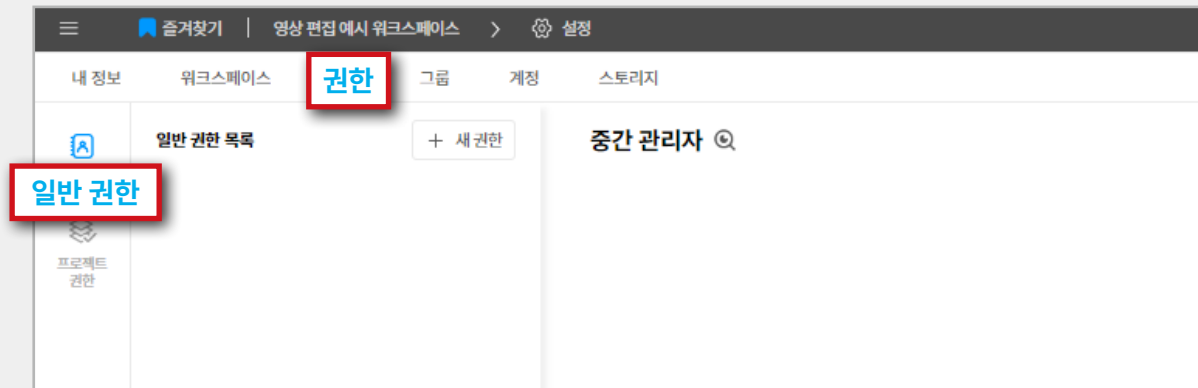 즐겨찾기 | 영상 편집 예시 워크스페이스 > 설정
내 정보 워크스페이스 권한 그룹 계정 스토리지
일반 권한 목록 + 새 권한 중간 관리자
일반 권한
프로젝트
권한